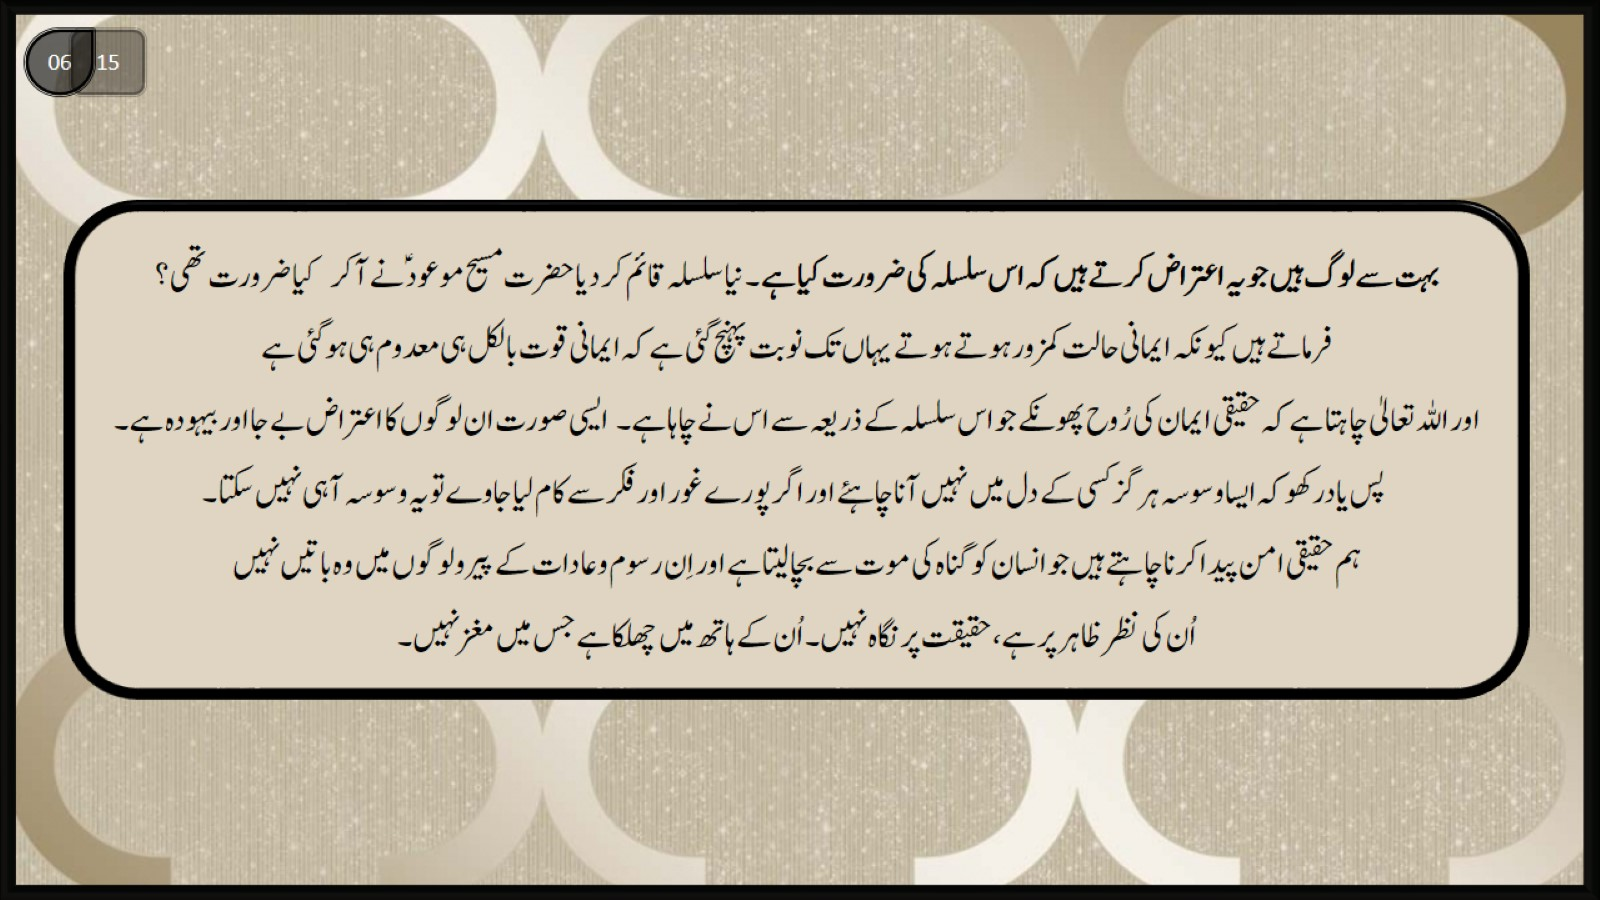 06 15
بہت سے لوگ ہیں جو یہ اعتراض کرتے ہیں کہ اس سلسلہ کی ضرورت کیا ہے۔ نیا سلسلہ قائم کر دیا حضرت مسیح موعودؑ نے آکر کیا ضرورت تھی؟
فرماتے ہیں کیونکہ ایمانی حالت کمزور ہوتے ہوتے یہاں تک نوبت پہنچ گئی ہے کہ ایمانی قوت بالکل ہی معدوم ہی ہو گئی ہے
اور اللہ تعالیٰ چاہتا ہے کہ حقیقی ایمان کی رُوح پھونکے جو اس سلسلہ کے ذریعہ سے اس نے چاہا ہے۔ ایسی صورت ان لوگوں کا اعتراض بے جا اور بیہودہ ہے۔
پس یاد رکھو کہ ایسا وسوسہ ہرگز کسی کے دل میں نہیں آنا چاہئے اور اگر پورے غور اور فکر سے کام لیا جاوے تو یہ وسوسہ آہی نہیں سکتا۔
ہم حقیقی امن پیدا کرنا چاہتے ہیں جو انسان کو گناہ کی موت سے بچا لیتا ہے اور اِن رسوم و عادات کے پیرو لوگوں میں وہ باتیں نہیں
اُن کی نظر ظاہر پر ہے، حقیقت پر نگاہ نہیں۔ اُن کے ہاتھ میں چھلکا ہے جس میں مغز نہیں۔